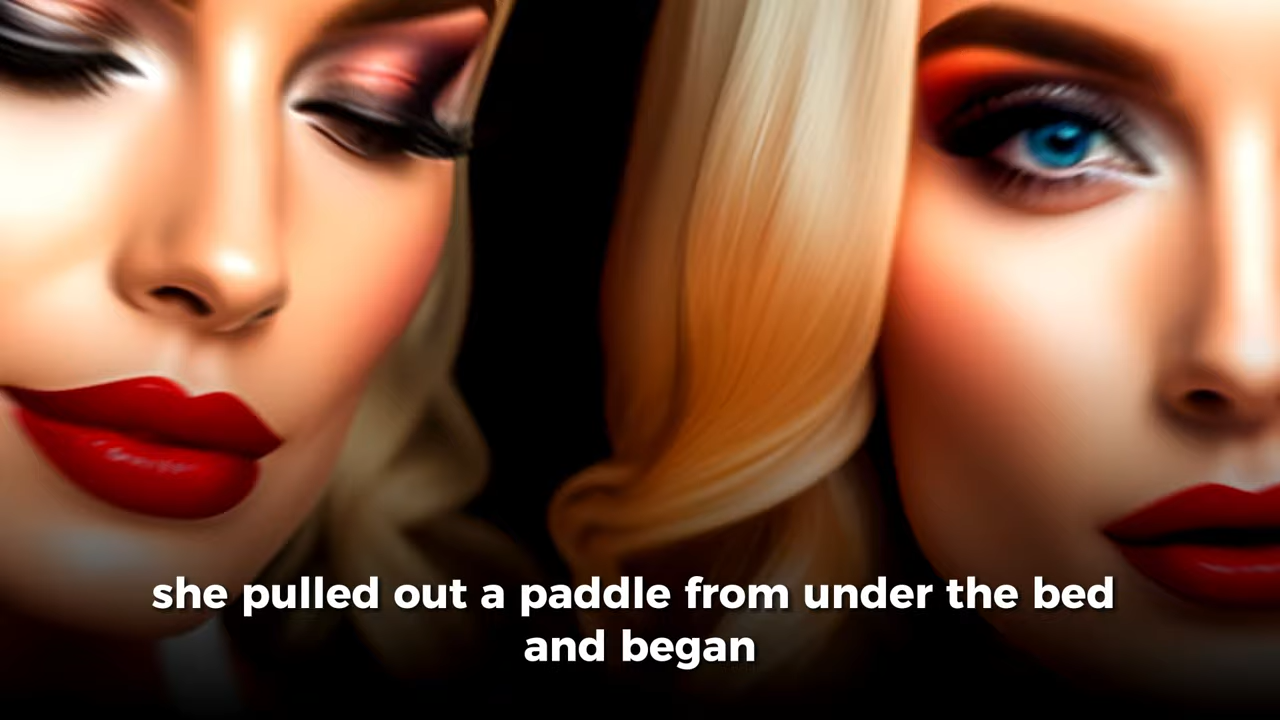 she pulled out a paddle from under the bed
and began